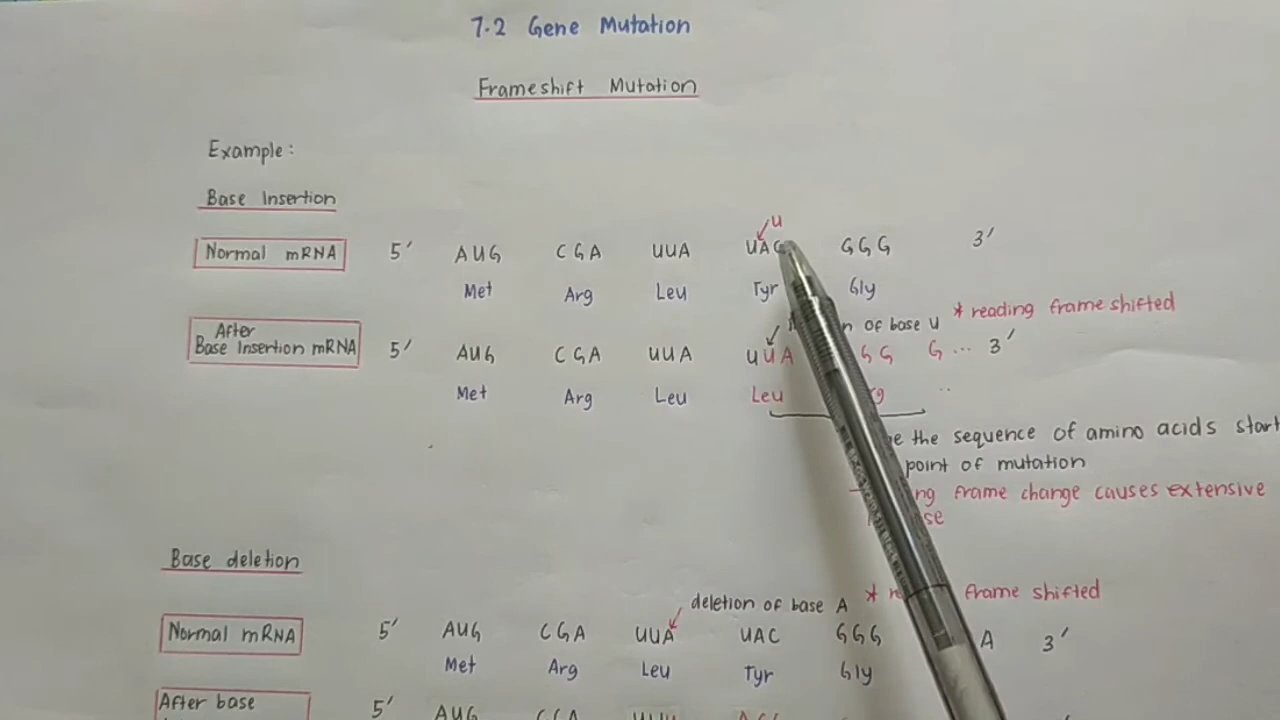 7.2 Gene Mutation
Frameshift Mutation
Example:
Base Insertion
U
Normal mRNA 5' AUG CGA UUA UAC GGG 3'
Met Arg Leu Tyr Gly
* reading frame shifted
of base U
After
Base Insertion mRNA 5' AUG CGA UUA UUA GG G... 3'
Met Arg Leu Leu ..
the sequence of amino acids start
point of mutation
frame change causes extensive
Base deletion
deletion of base A * frame shifted
Normal mRNA 5' AUG CGA UUA UAC GGG A 3'
Met Arg Leu Tyr Gly
After base 5' AUG